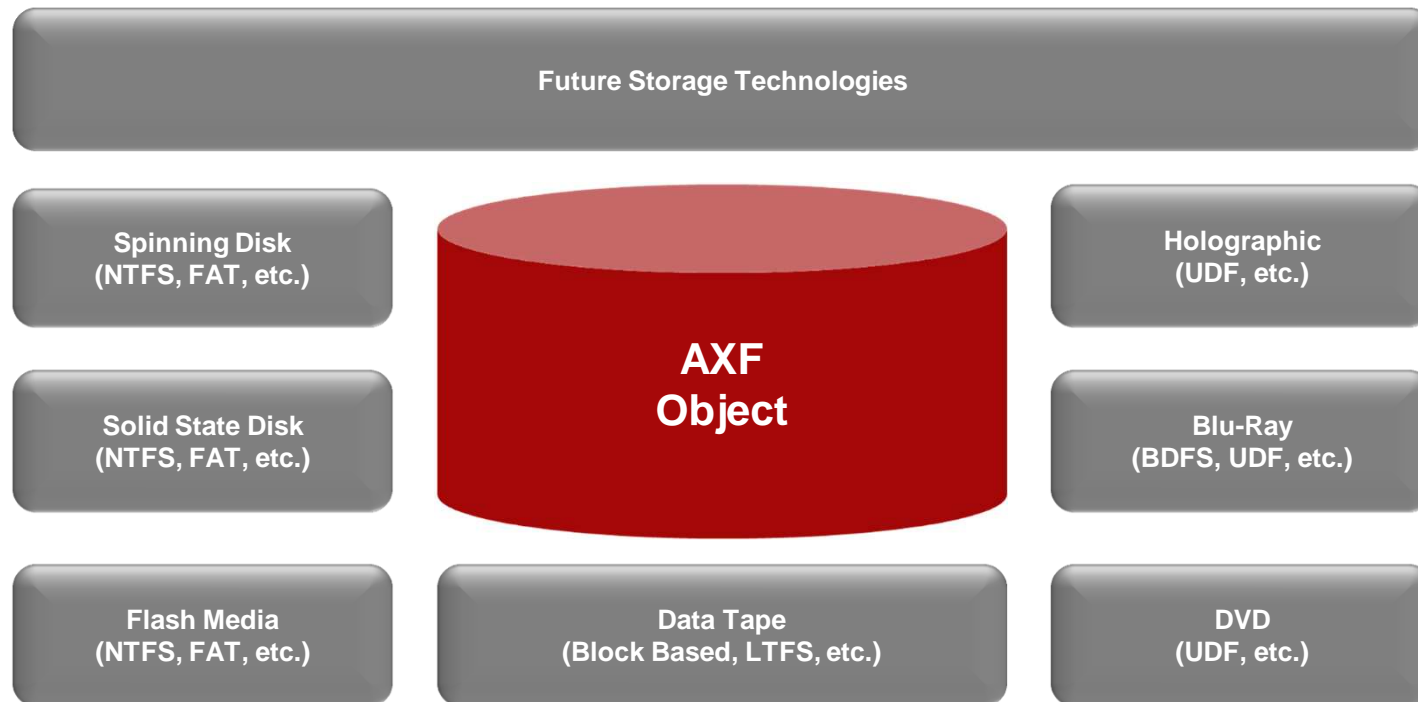 Future Storage Technologies
Spinning Disk
(NTFS, FAT, etc.)
Holographic
(UDF, etc.)
AXF
Object
Solid State Disk
(NTFS, FAT, etc.)
Blu-Ray
(BDFS, UDF, etc.)
Flash Media
(NTFS, FAT, etc.)
Data Tape
(Block Based, LTFS, etc.)
DVD
(UDF, etc.)